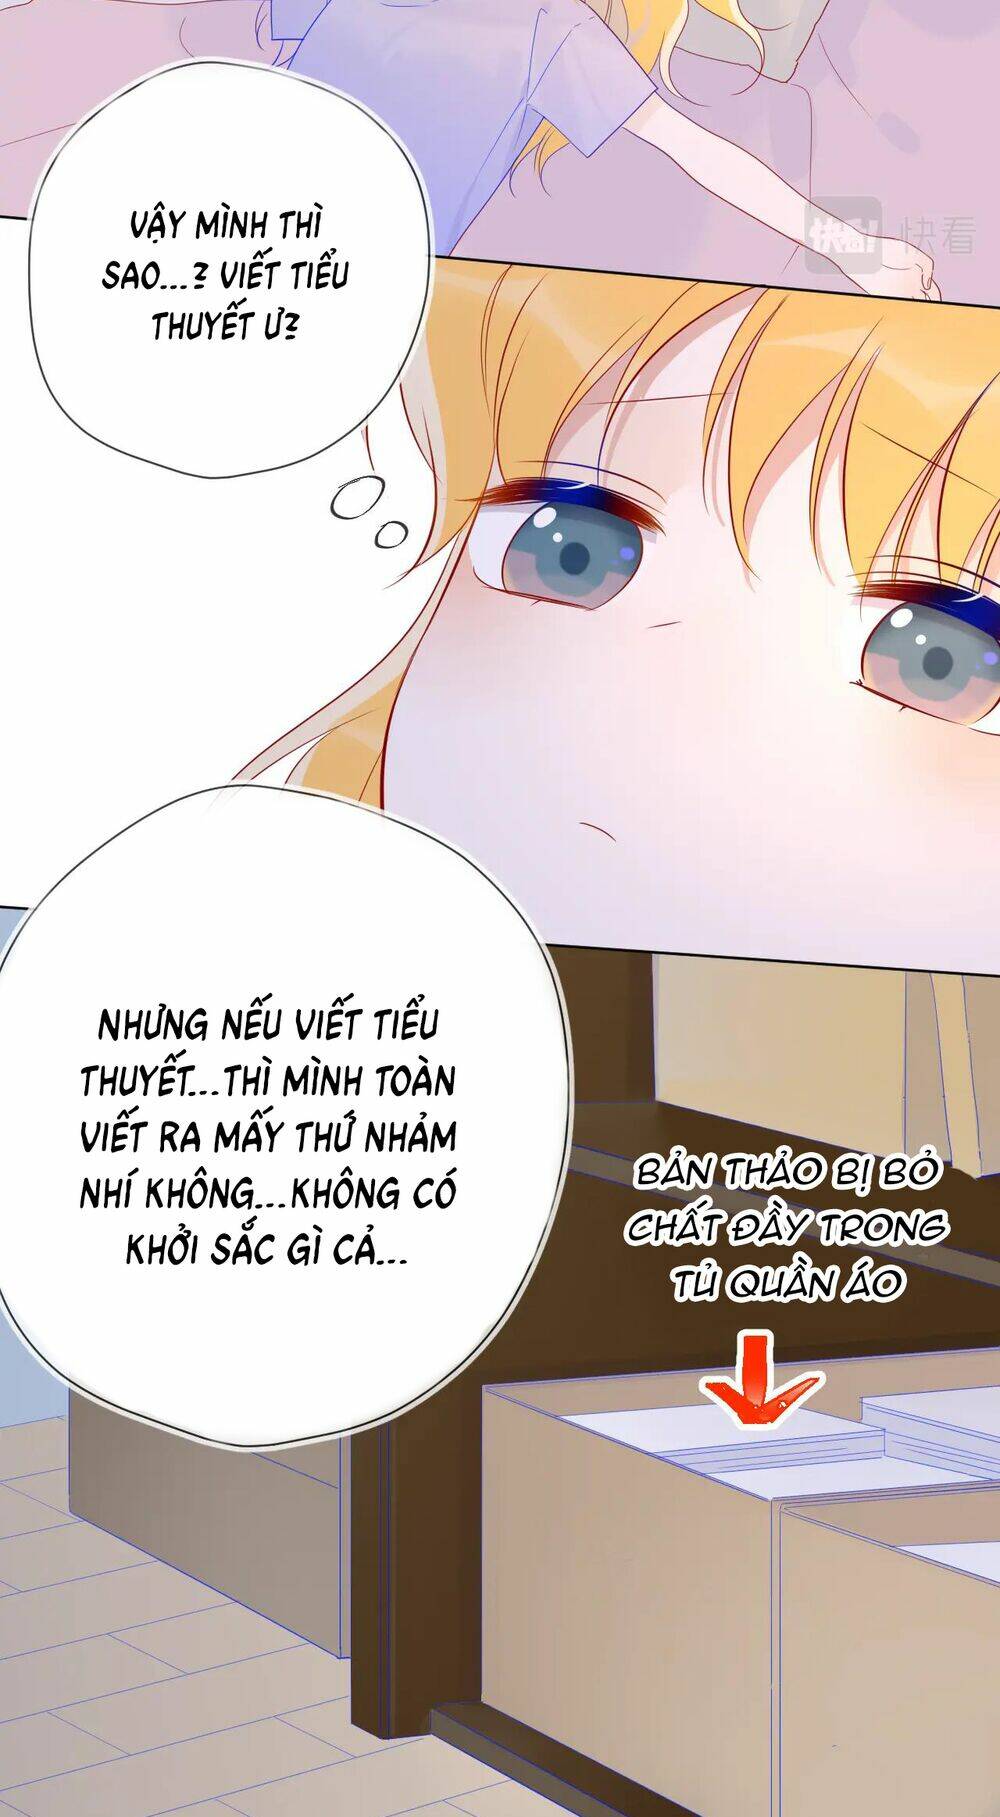 VẬY MÌNH THÌ
SAO...? VIẾT TIỂU
THUYẾT Ư?
快看! 快看
NHƯNG NẾU VIẾT TIỂU
THUYẾT...THÌ MÌNH TOÀN
VIẾT RA MẤY THỨ NHẢM
NHÍ KHÔNG...KHÔNG CÓ
KHỞI SẮC GÌ CẢ...
BẢN THẢO BỊ BỎ
CHẤT ĐẦY TRONG
TỦ QUẦN ÁO